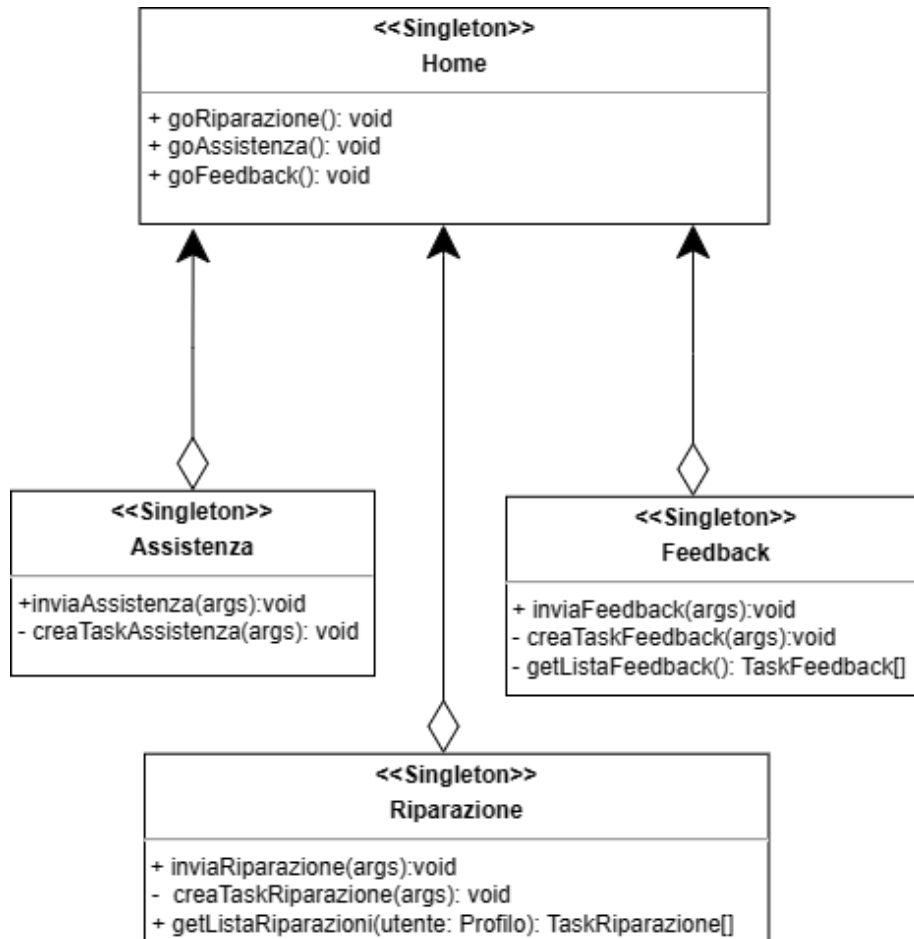 <<Singleton>>
Home
+ goRiparazione(): void
+ goAssistenza(): void
+ goFeedback(): void
<<Singleton>>
Assistenza
+inviaAssistenza(args):void
- creaTaskAssistenza(args): void
<<Singleton>>
Feedback
+ inviaFeedback(args):void
- creaTaskFeedback(args):void
- getListaFeedback(): TaskFeedback[]
<<Singleton>>
Riparazione
+ inviaRiparazione(args):void
- creaTaskRiparazione(args): void
+ getListaRiparazioni(utente: Profilo): TaskRiparazione[]